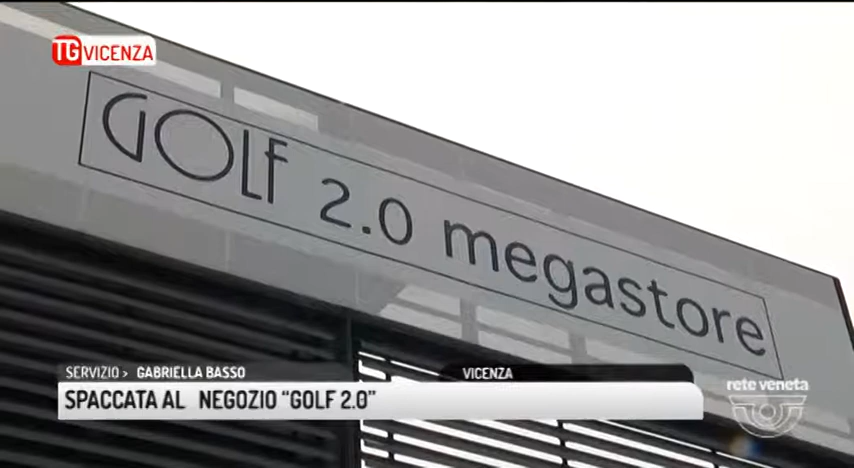 TG VICENZA
GOLF 2.0 megastore
SERVIZIO > GABRIELLA BASSO
VICENZA
SPACCATA AL NEGOZIO “GOLF 2.0”
rete veneta